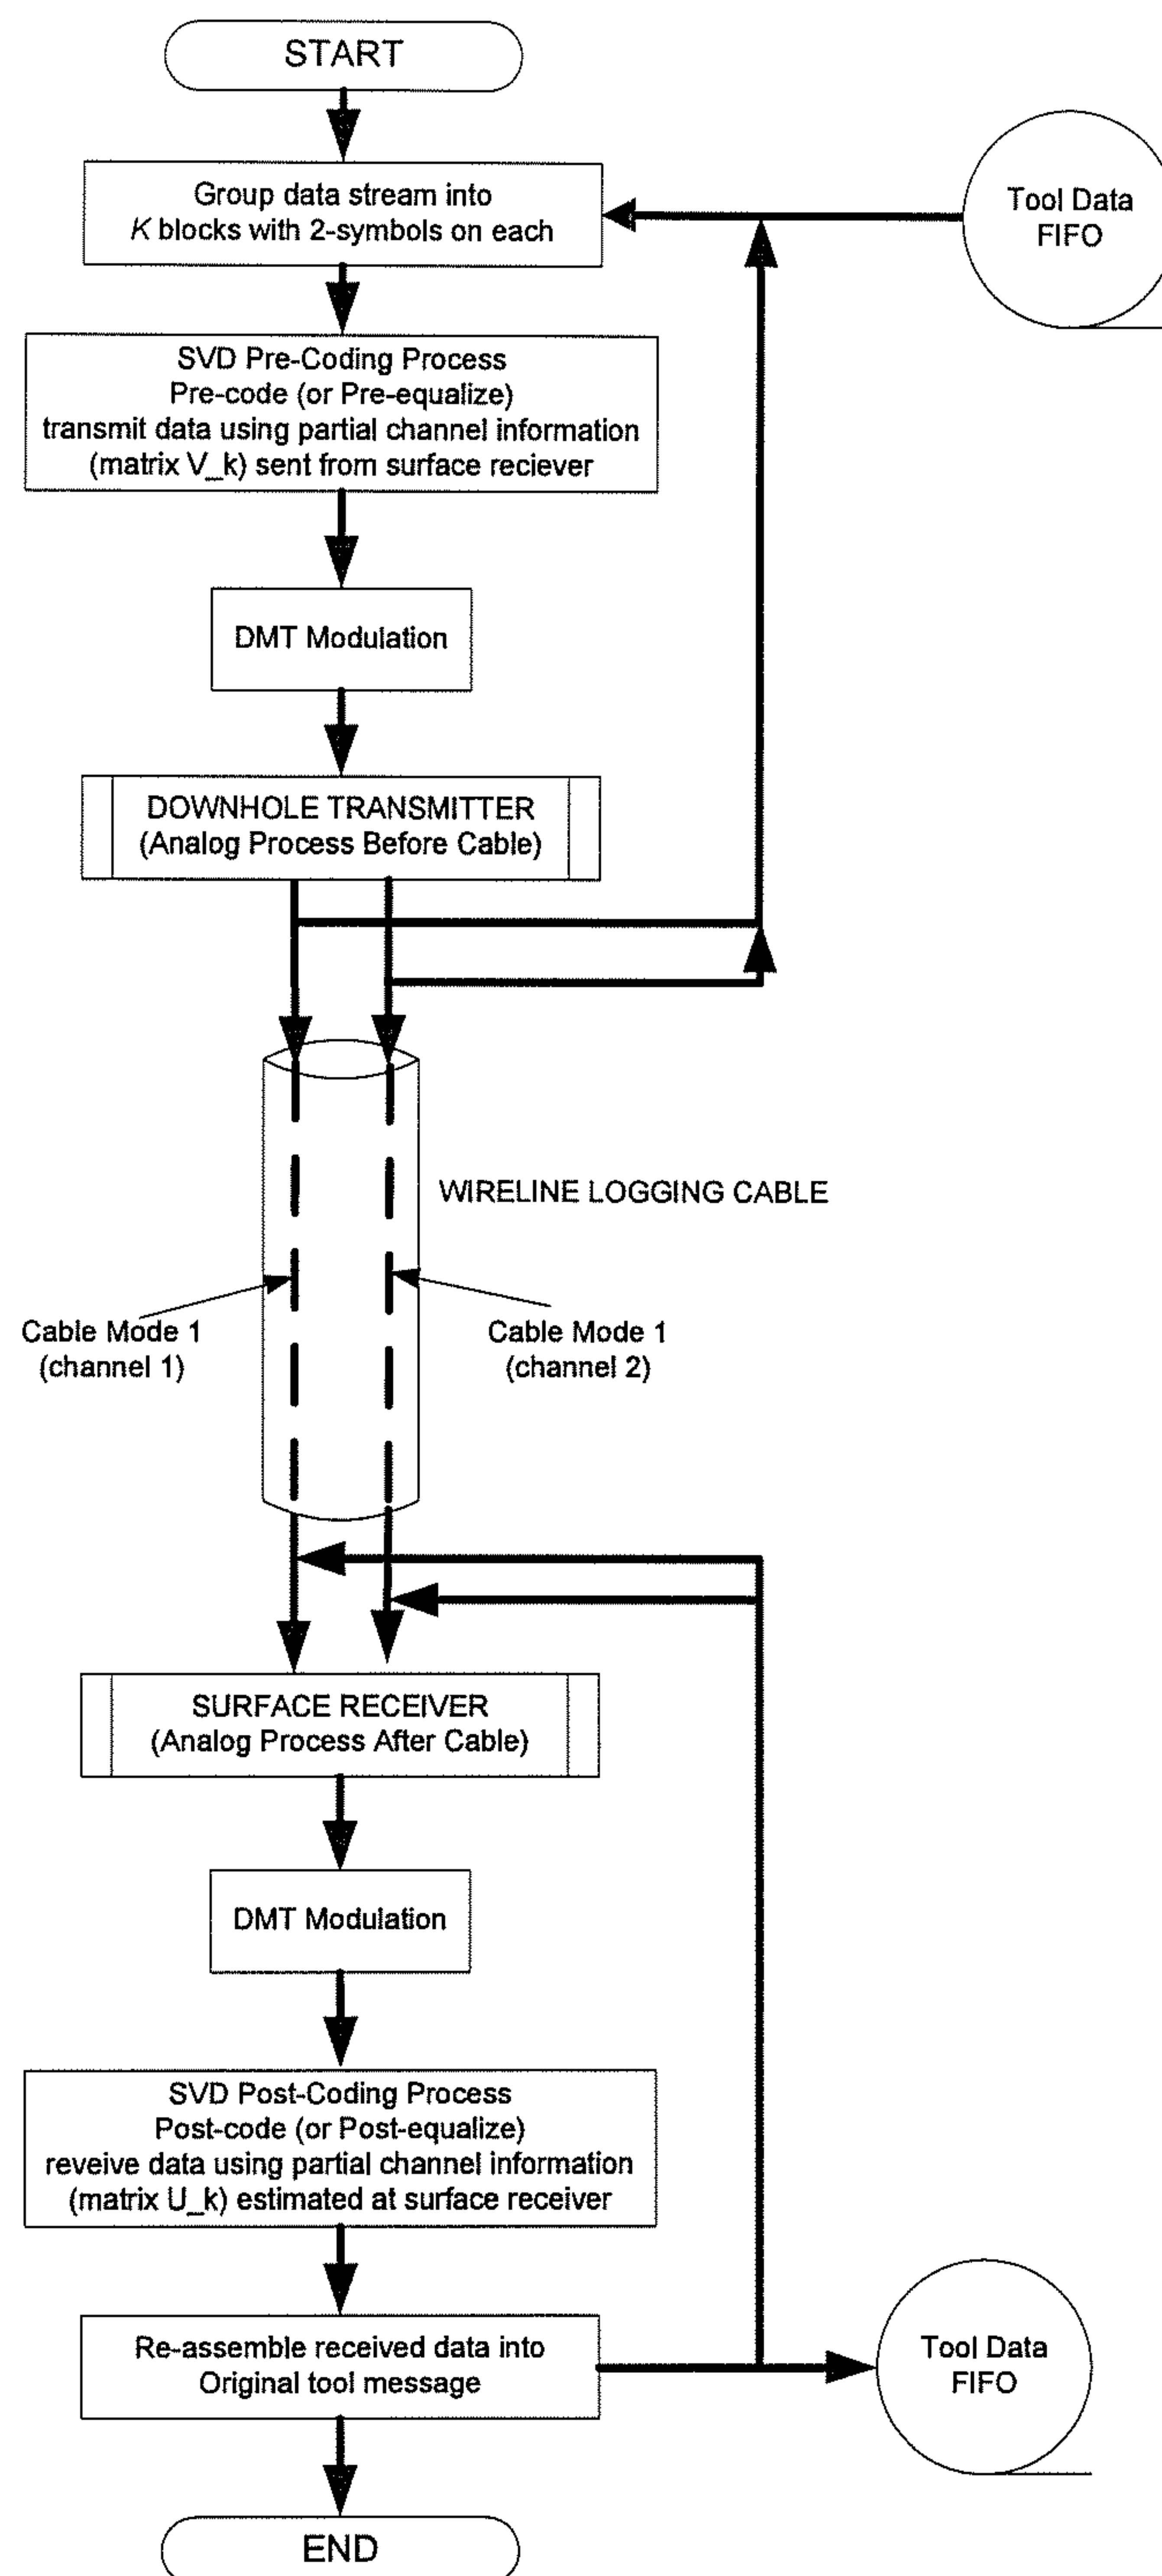 START
Group data stream into
K blocks with 2-symbols on each
Tool Data
FIFO
SVD Pre-Coding Process
Pre-code (or Pre-equalize)
transmit data using partial channel information
(matrix V_k) sent from surface reciever
DMT Modulation
DOWNHOLE TRANSMITTER
(Analog Process Before Cable)
WIRELINE LOGGING CABLE
Cable Mode 1
(channel 1)
Cable Mode 1
(channel 2)
SURFACE RECEIVER
(Analog Process After Cable)
DMT Modulation
SVD Post-Coding Process
Post-code (or Post-equalize)
reveive data using partial channel information
(matrix U_k) estimated at surface receiver
Re-assemble received data into
Original tool message
Tool Data
FIFO
END